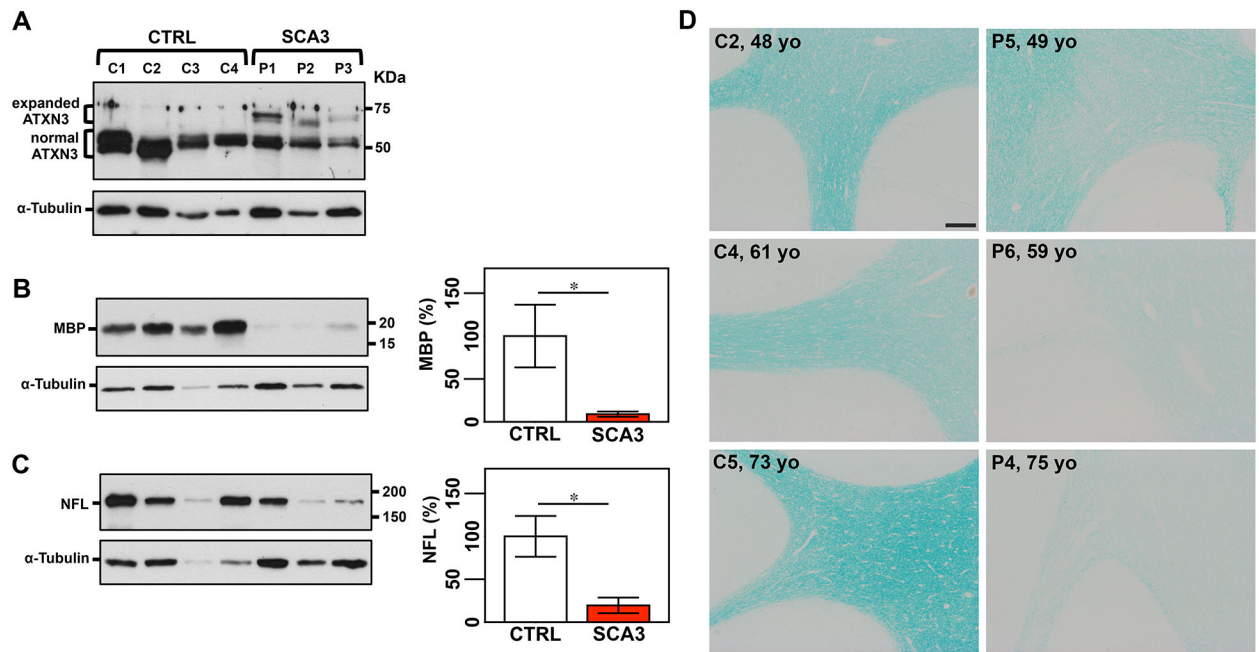 A
CTRL SCA3
C1 C2 C3 C4 P1 P2 P3 KDa
expanded
ATXN3
75
normal
ATXN3
50
α-Tubulin
B
MBP
20
15
α-Tubulin
MBP (%)
150
100
50
0
*
CTRL SCA3
C
NFL
200
150
α-Tubulin
NFL (%)
150
100
50
0
*
CTRL SCA3
D
C2, 48 yo P5, 49 yo
C4, 61 yo P6, 59 yo
C5, 73 yo P4, 75 yo